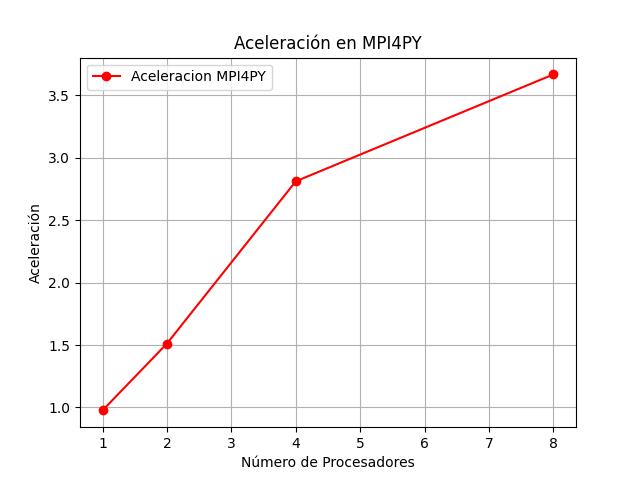 Aceleración en MPI4PY
Aceleracion MPI4PY
3.5
3.0
2.5
2.0
1.5
1.0
Aceleración
1 2 3 4 5 6 7 8
Número de Procesadores